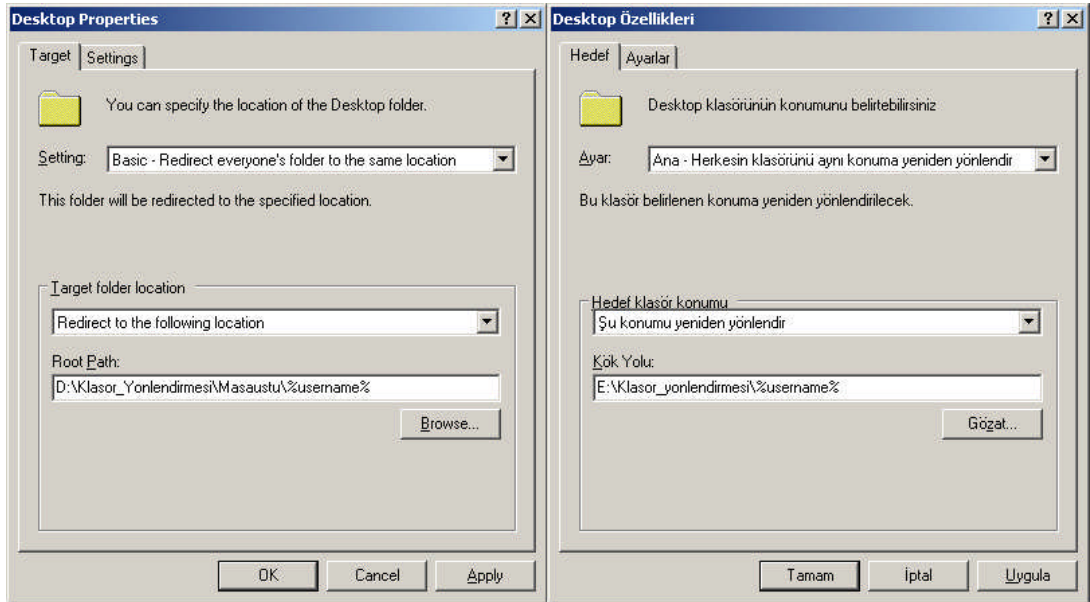 Desktop Properties
Target
Settings
You can specify the location of the Desktop folder.
Setting:
Basic - Redirect everyone's folder to the same location
This folder will be redirected to the specified location.
Target folder location
Redirect to the following location
Root Path:
D:\Klasor_Yonlendirmesi\Masaustu\%username%
Browse...
OK
Cancel
Apply
Desktop Özellikleri
Hedef
Ayarlar
Desktop klasörünün konumunu belirtebilirsiniz
Ayar:
Ana - Herkesin klasörünü aynı konuma yeniden yönlendir
Bu klasör belirlenen konuma yeniden yönlendirilecek.
Hedef klasör konumu
Şu konumu yeniden yönlendir
Kök Yolu:
E:\Klasor_yonlendirmesi\%username%
Gözat...
Tamam
İptal
Uygula